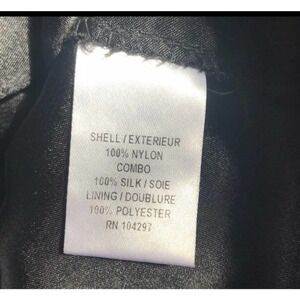 SHELL / EXTERIEUR
100% NYLON
COMBO
100% SILK / SOIE
LINING / DOUBLURE
100% POLYESTER
RN 104297